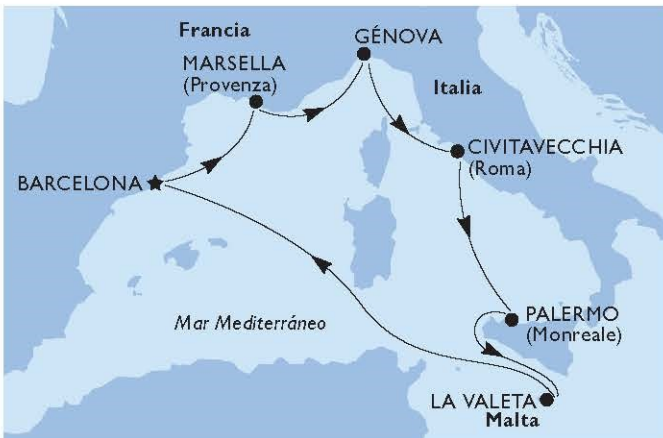 Francia
GÉNOVA
MARSELLA
(Provenza)
Italia
CIVITAVECCHIA
(Roma)
BARCELONA
PALERMO
(Monreale)
Mar Mediterráneo
LA VALETA
Malta